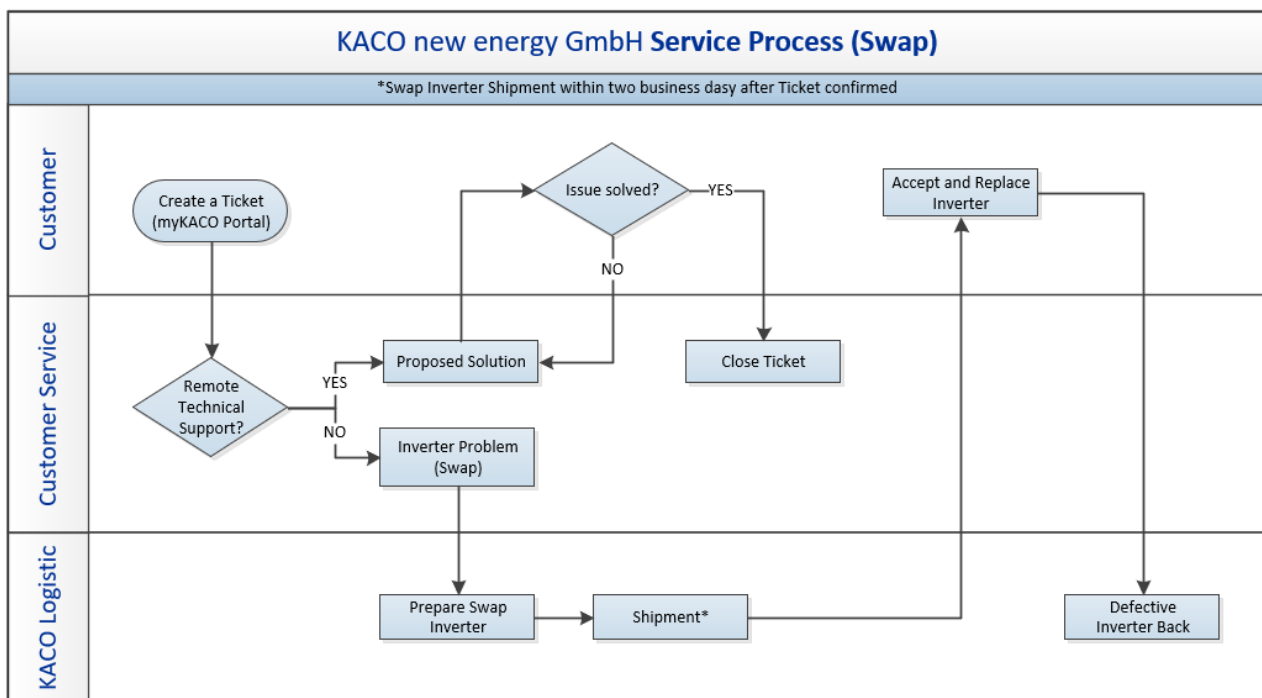 KACO new energy GmbH Service Process (Swap)
*Swap Inverter Shipment within two business dasy after Ticket confirmed
Customer
Create a Ticket
(myKACO Portal)
Issue solved?
YES
NO
Accept and Replace
Inverter
Customer Service
Remote
Technical
Support?
YES
NO
Proposed Solution
Close Ticket
Inverter Problem
(Swap)
KACO Logistic
Prepare Swap
Inverter
Shipment*
Defective
Inverter Back